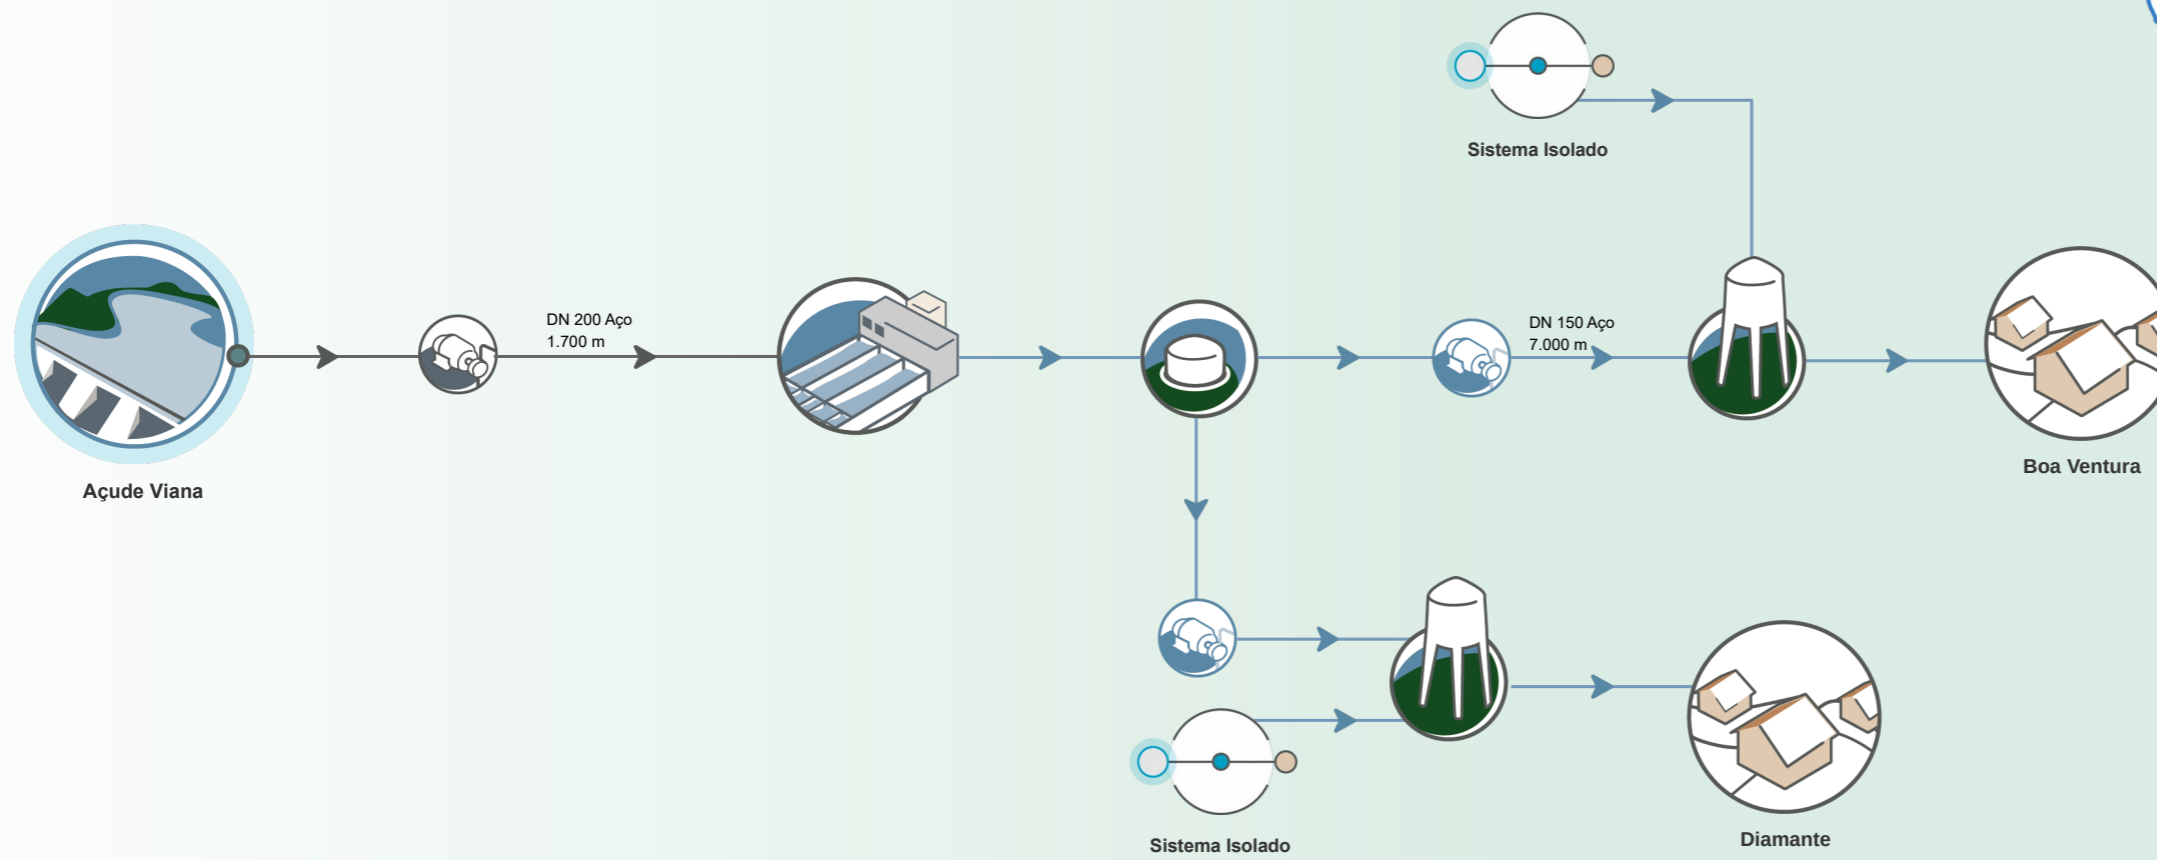 Sistema Isolado
DN 200 Aço
1.700 m
DN 150 Aço
7.000 m
Açude Viana
Boa Ventura
Sistema Isolado
Diamante